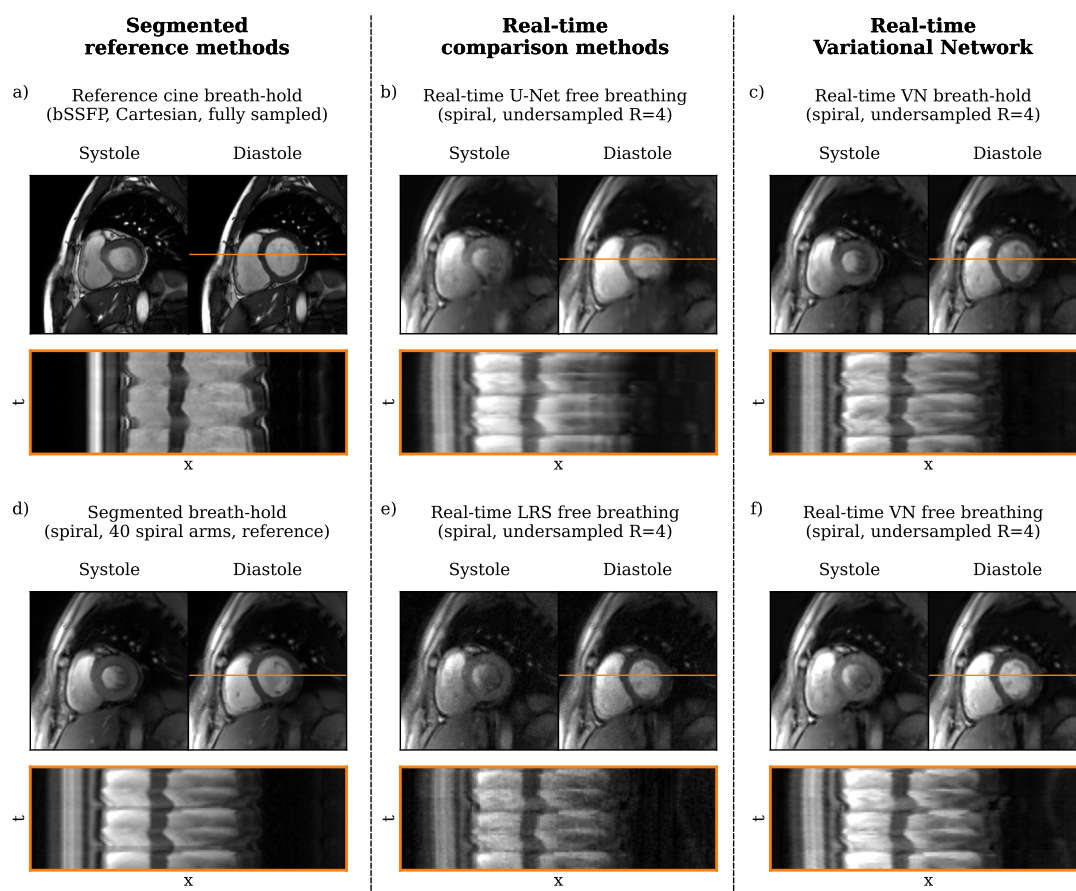 Segmented
reference methods
Real-time
comparison methods
Real-time
Variational Network
a)
Reference cine breath-hold
(bSSFP, Cartesian, fully sampled)
Systole
Diastole
t
x
b)
Real-time U-Net free breathing
(spiral, undersampled R=4)
Systole
Diastole
t
x
c)
Real-time VN breath-hold
(spiral, undersampled R=4)
Systole
Diastole
t
x
d)
Segmented breath-hold
(spiral, 40 spiral arms, reference)
Systole
Diastole
t
x
e)
Real-time LRS free breathing
(spiral, undersampled R=4)
Systole
Diastole
t
x
f)
Real-time VN free breathing
(spiral, undersampled R=4)
Systole
Diastole
t
x